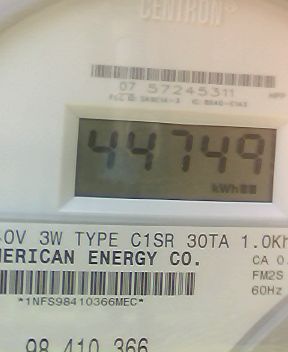 CENTRON®
07 57245311
44749
kWh
.0V 3W TYPE C1SR 30TA 1.0Kh
MERICAN ENERGY CO.
CA 0.
FM2S
*1NFS98410366MEC*
60Hz
98 410 366